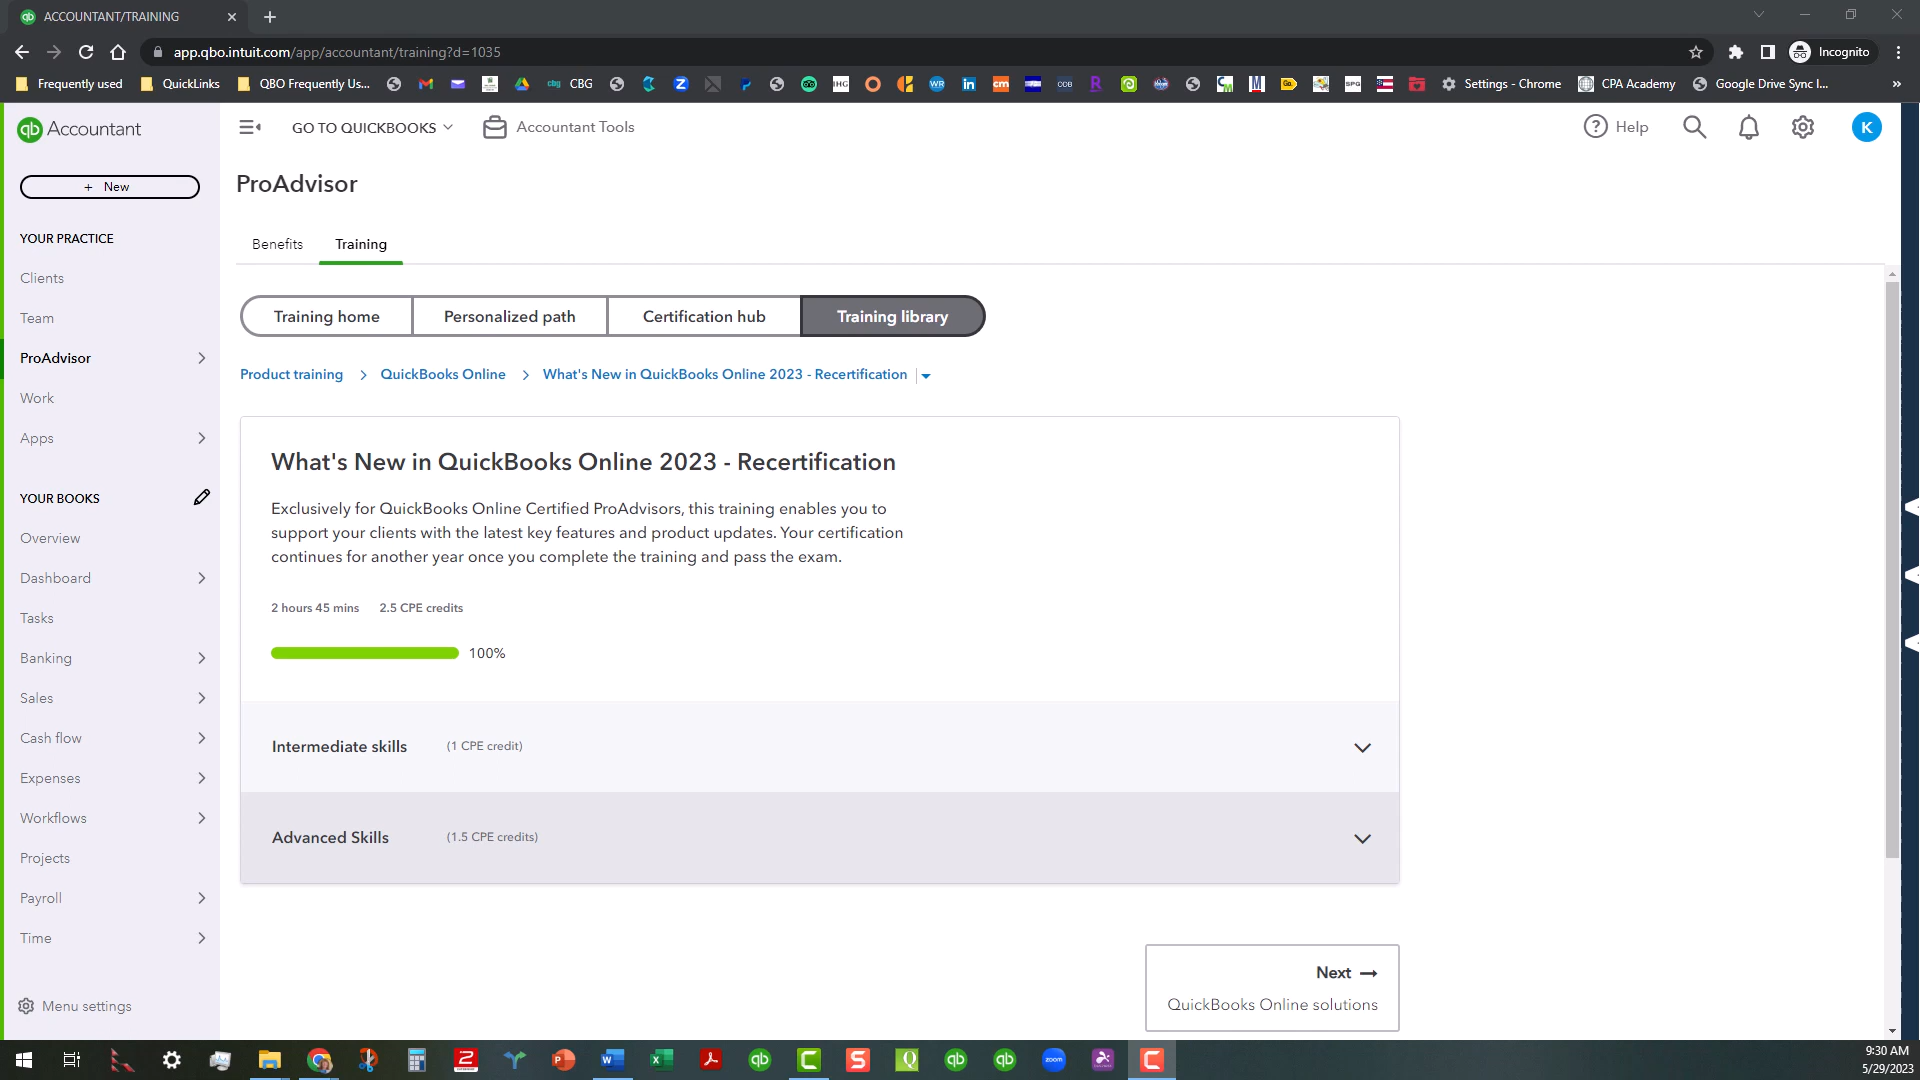 ACCOUNTANT/TRAINING
app.qbo.intuit.com/app/accountant/training?d=1035
Incognito
Frequently used
QuickLinks
QBO Frequently Us...
CBG
Settings - Chrome
CPA Academy
Google Drive Sync I...
qb Accountant
GO TO QUICKBOOKS
Accountant Tools
Help
K
+ New
ProAdvisor
YOUR PRACTICE
Clients
Team
ProAdvisor
Work
Apps
YOUR BOOKS
Overview
Dashboard
Tasks
Banking
Sales
Cash flow
Expenses
Workflows
Projects
Payroll
Time
Menu settings
Benefits
Training
Training home
Personalized path
Certification hub
Training library
Product training > QuickBooks Online > What's New in QuickBooks Online 2023 - Recertification
What's New in QuickBooks Online 2023 - Recertification
Exclusively for QuickBooks Online Certified ProAdvisors, this training enables you to
support your clients with the latest key features and product updates. Your certification
continues for another year once you complete the training and pass the exam.
2 hours 45 mins
2.5 CPE credits
100%
Intermediate skills
(1 CPE credit)
Advanced Skills
(1.5 CPE credits)
Next →
QuickBooks Online solutions
9:30 AM
5/29/2023